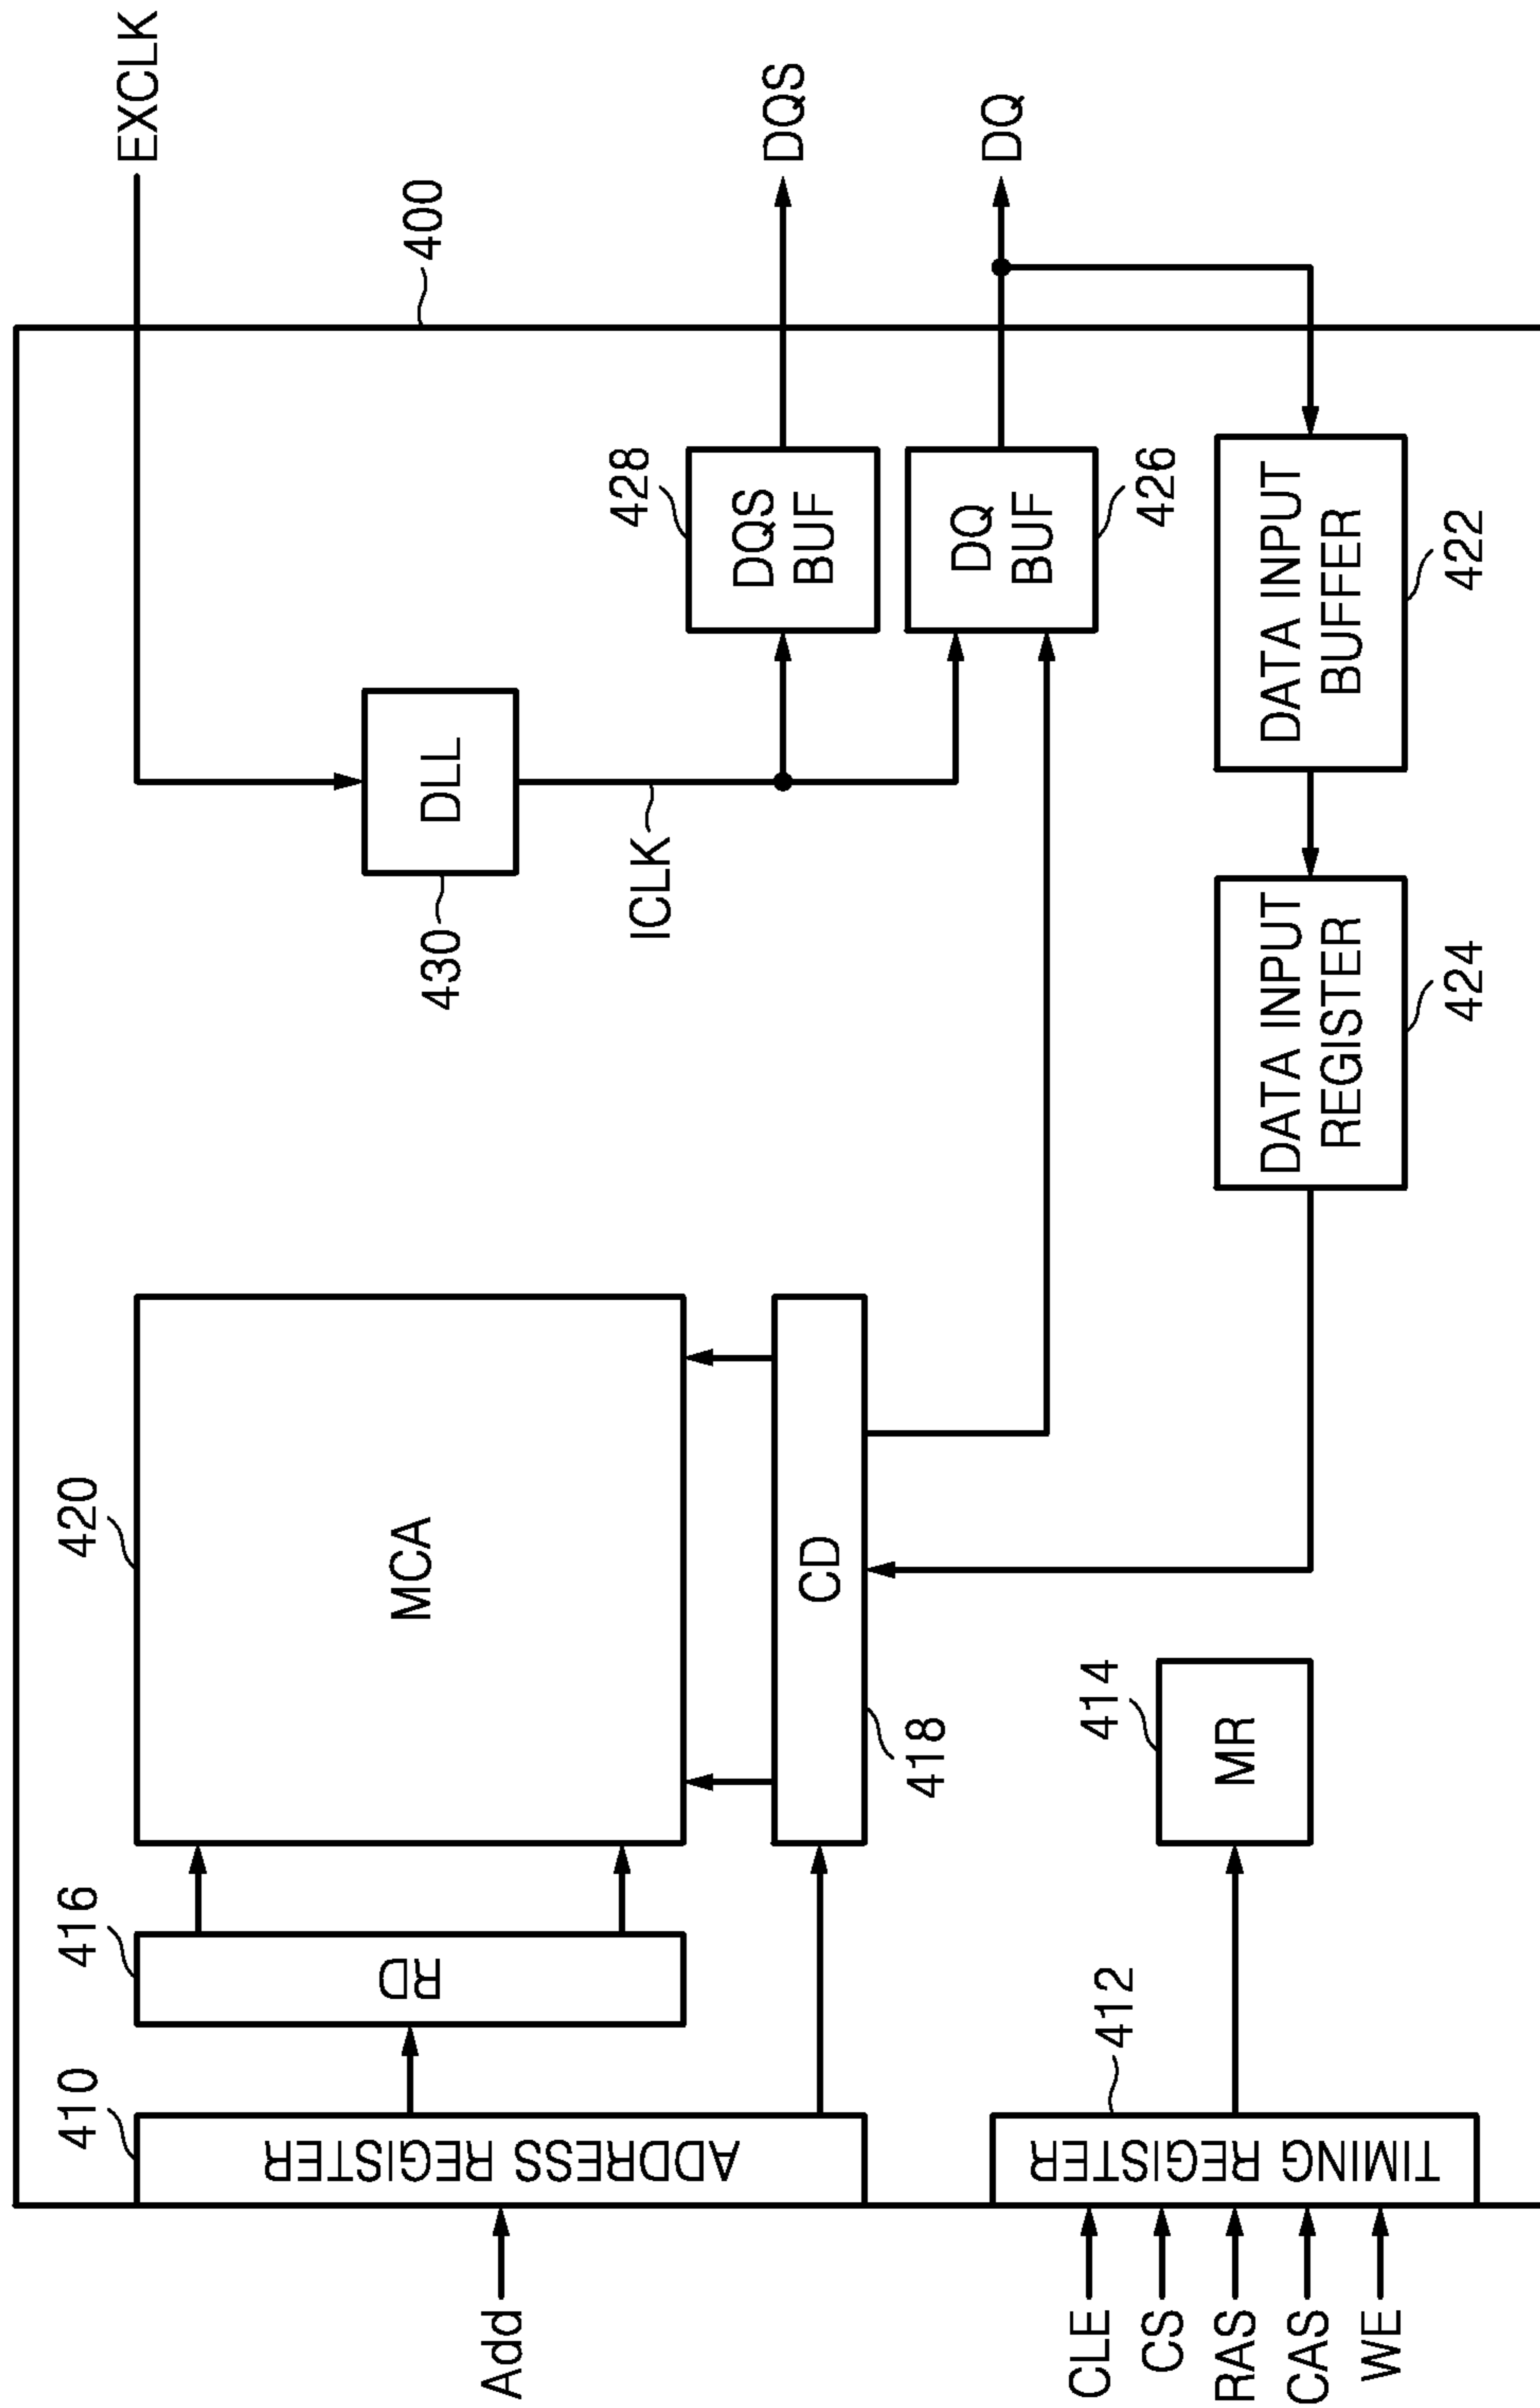 400
EXCLK
410
416
420
ADDRESS REGISTER
RD
MCA
430
DLL
Add
ICLK
428
DQS
BUF
DQS
CD
418
DQ
BUF
DQ
426
412
414
CLE
CS
RAS
CAS
WE
TIMING REGISTER
MR
DATA INPUT
REGISTER
424
DATA INPUT
BUFFER
422